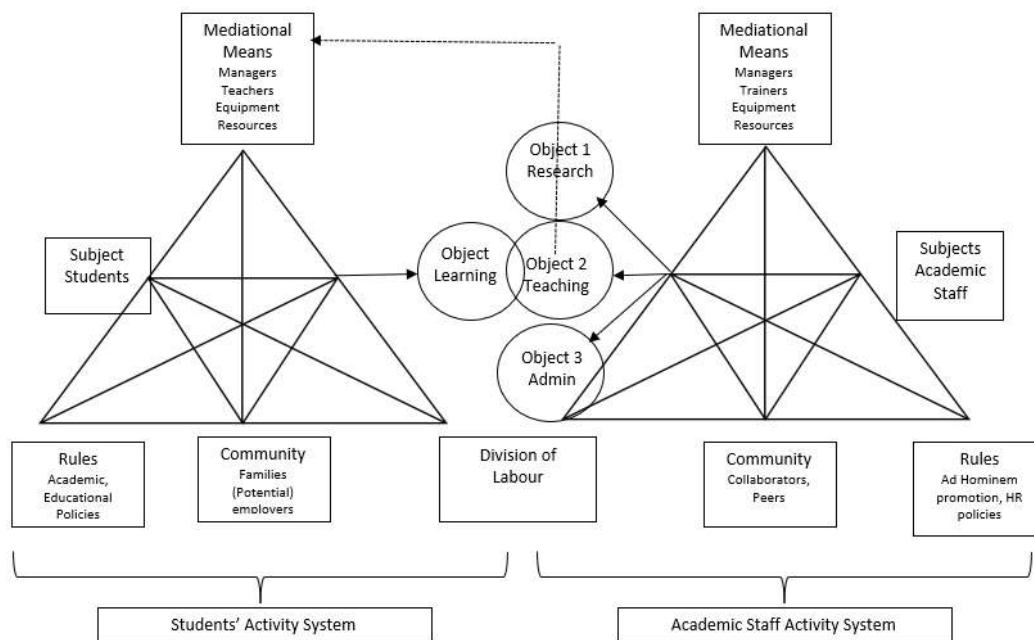 Mediational
Means
Managers
Teachers
Equipment
Resources
Mediational
Means
Managers
Trainers
Equipment
Resources
Object 1
Research
Subject
Students
Object
Learning
Object 2
Teaching
Subjects
Academic
Staff
Object 3
Admin
Rules
Academic,
Educational
Policies
Community
Families
(Potential)
employers
Division of
Labour
Community
Collaborators,
Peers
Rules
Ad Hominem
promotion, HR
policies
Students' Activity System
Academic Staff Activity System